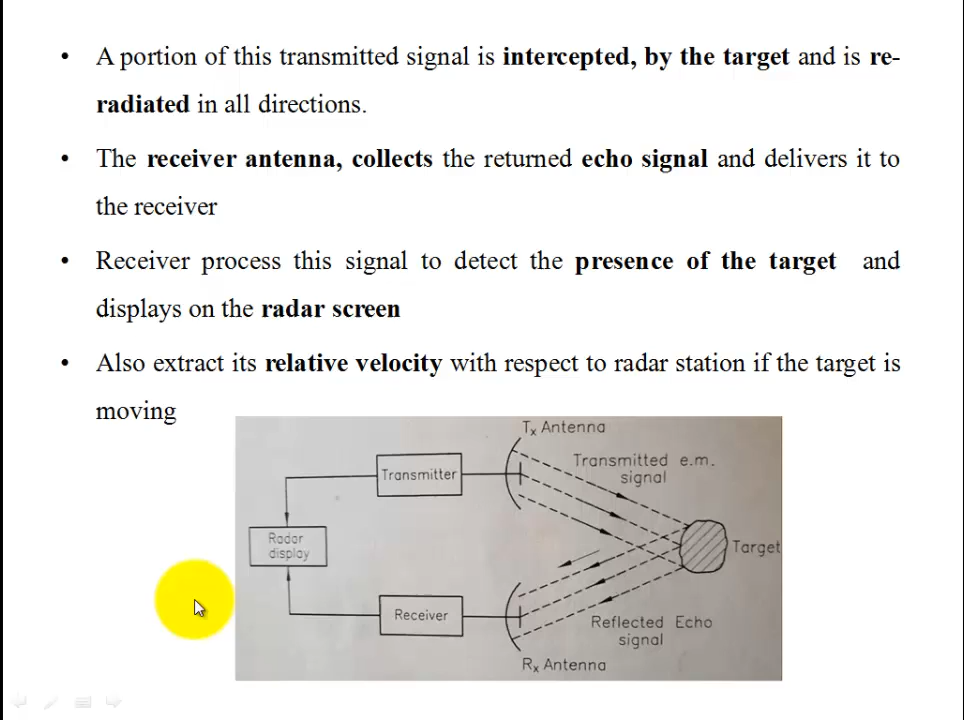 • A portion of this transmitted signal is intercepted, by the target and is re-
radiated in all directions.
• The receiver antenna, collects the returned echo signal and delivers it to
the receiver
• Receiver process this signal to detect the presence of the target and
displays on the radar screen
• Also extract its relative velocity with respect to radar station if the target is
moving
Tx Antenna
Transmitted e.m.
signal
Transmitter
Radar
display
Target
Receiver
Reflected Echo
signal
Rx Antenna